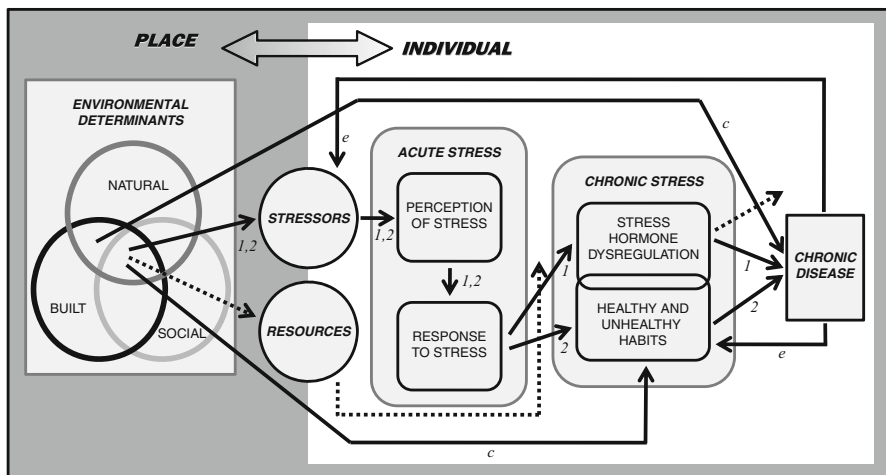 PLACE
INDIVIDUAL
ENVIRONMENTAL
DETERMINANTS
NATURAL
BUILT
SOCIAL
1,2
e
STRESSORS
RESOURCES
1,2
ACUTE STRESS
PERCEPTION
OF STRESS
1,2
RESPONSE
TO STRESS
1
2
c
CHRONIC STRESS
STRESS
HORMONE
DYSREGULATION
HEALTHY AND
UNHEALTHY
HABITS
c
1
2
e
CHRONIC
DISEASE